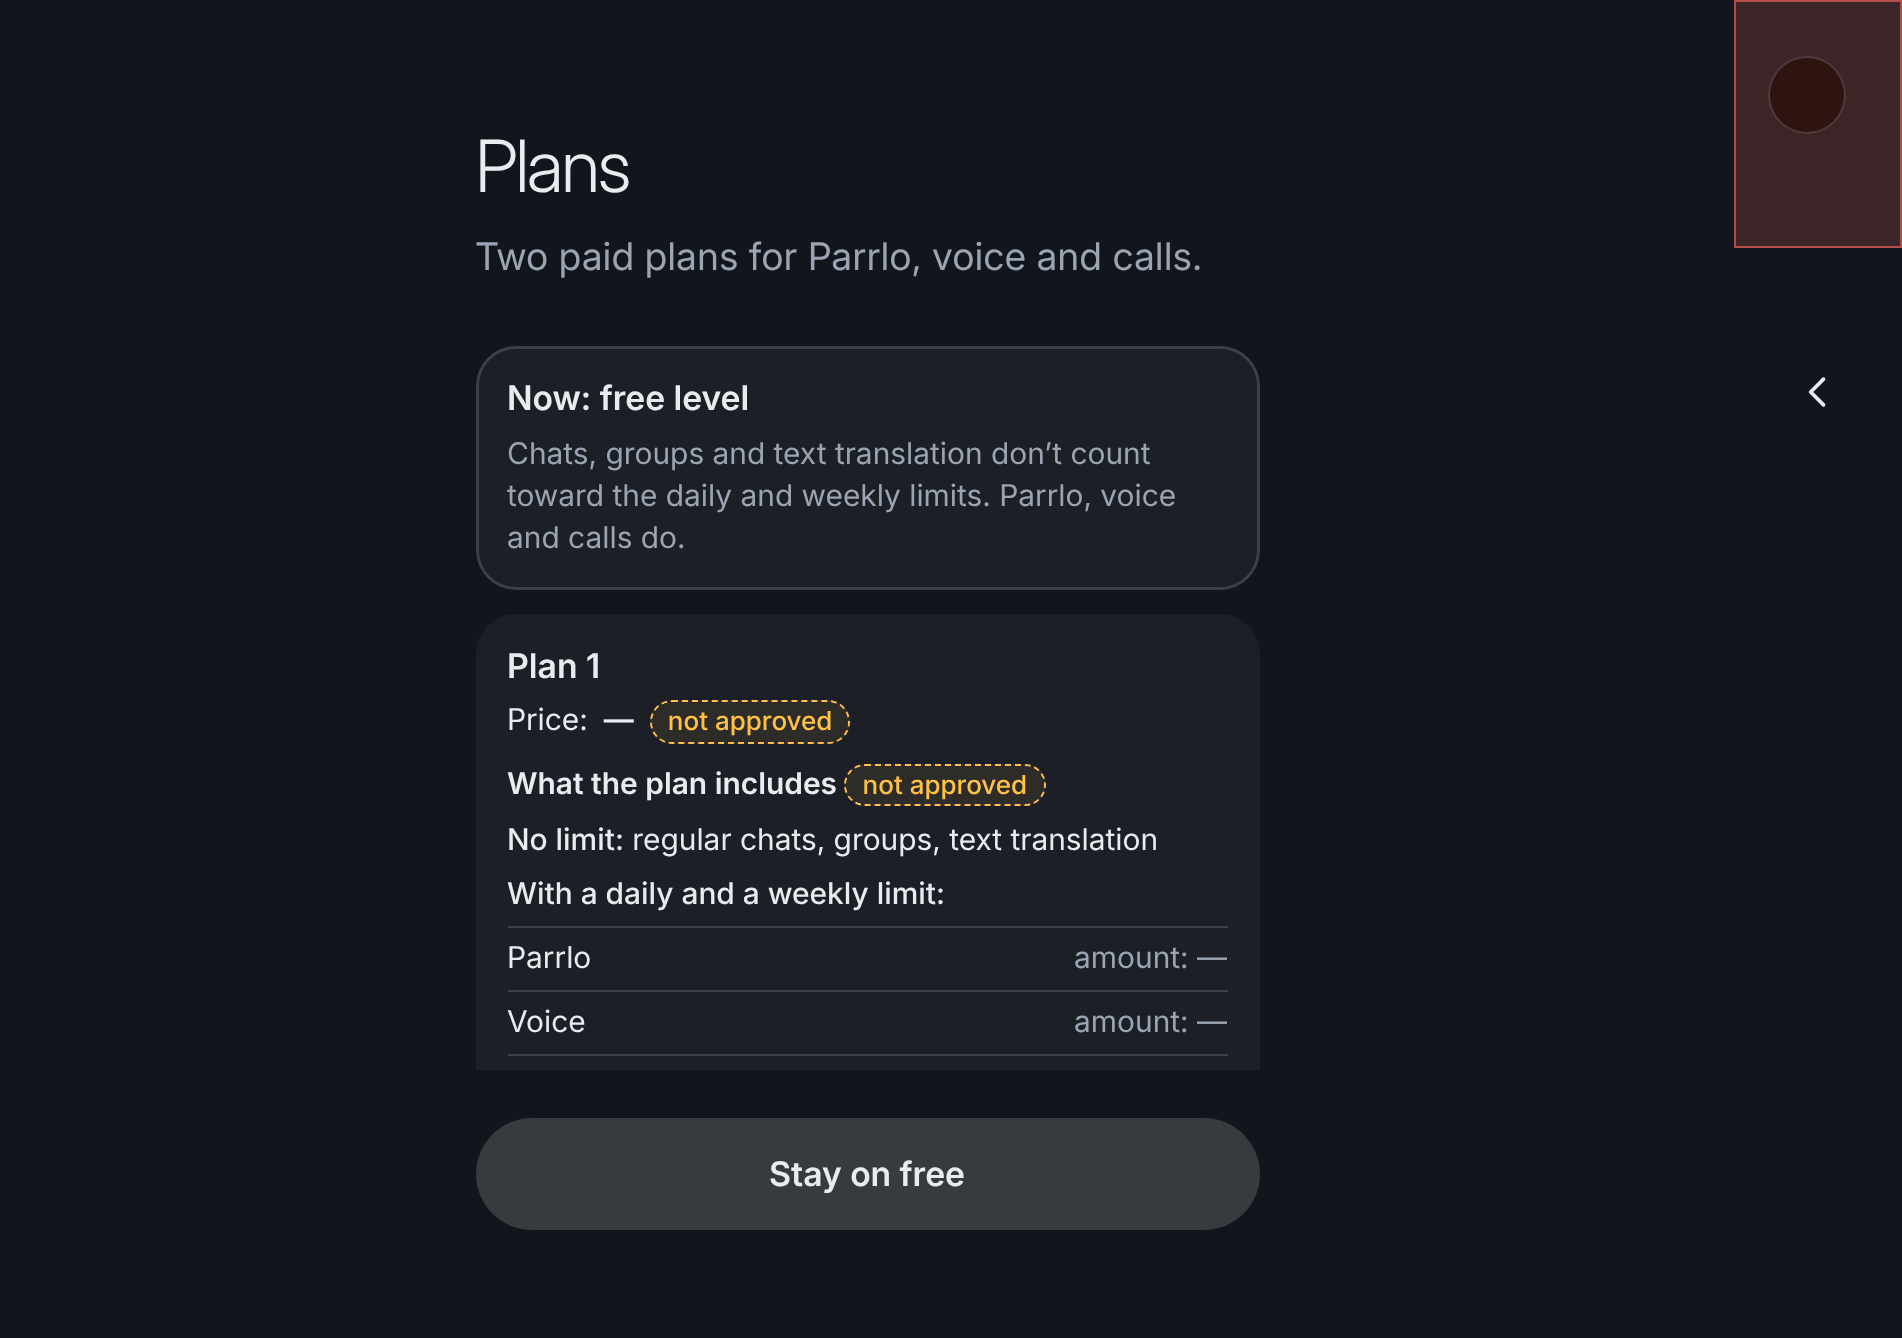 Plans
Two paid plans for Parrlo, voice and calls.
Now: free level
Chats, groups and text translation don’t count
toward the daily and weekly limits. Parrlo, voice
and calls do.
Plan 1
Price: — not approved
What the plan includes not approved
No limit: regular chats, groups, text translation
With a daily and a weekly limit:
Parrlo amount: —
Voice amount: —
Stay on free